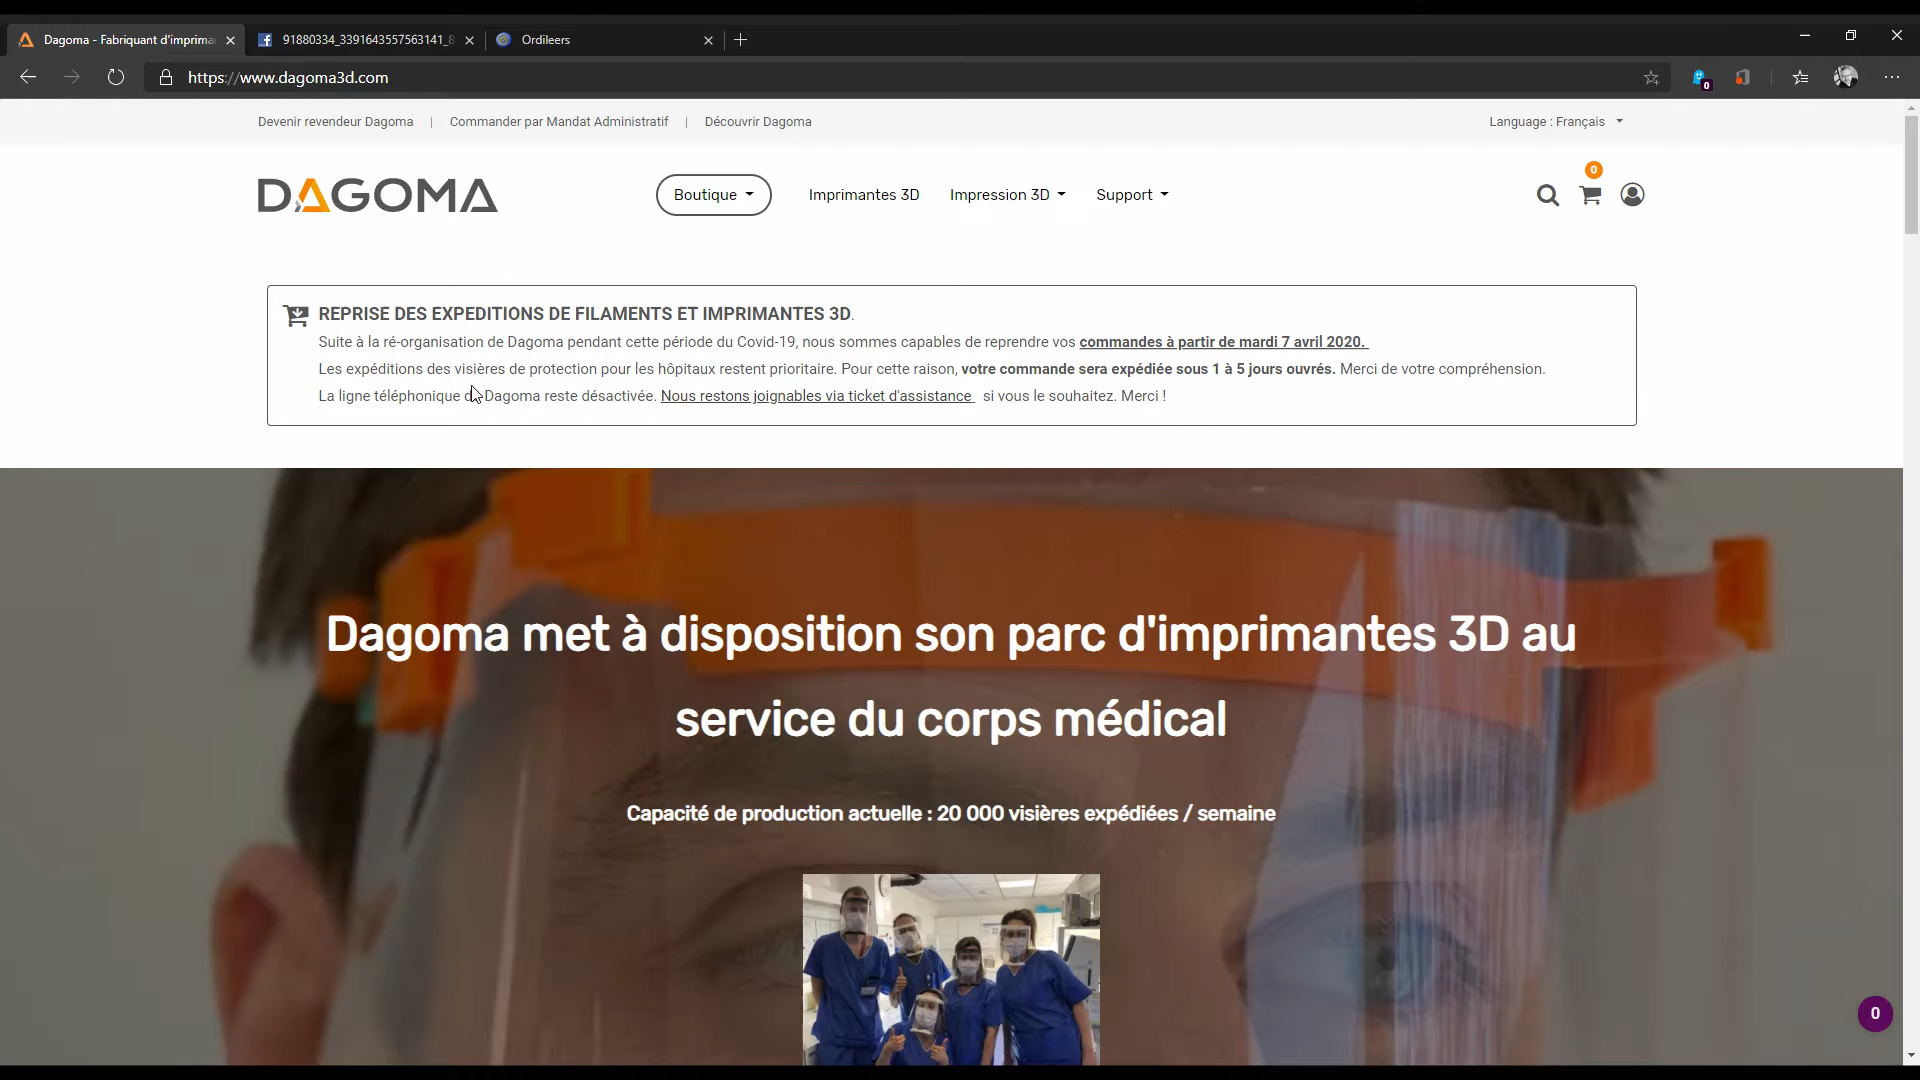 Dagoma - Fabriquant d'imprima
91880334_3391643557563141_8
Ordileers
https://www.dagoma3d.com
0
Devenir revendeur Dagoma | Commander par Mandat Administratif | Découvrir Dagoma
Language : Français
DAGOMA
Boutique
Imprimantes 3D
Impression 3D
Support
0
REPRISE DES EXPEDITIONS DE FILAMENTS ET IMPRIMANTES 3D.
Suite à la ré-organisation de Dagoma pendant cette période du Covid-19, nous sommes capables de reprendre vos commandes à partir de mardi 7 avril 2020.
Les expéditions des visières de protection pour les hôpitaux restent prioritaire. Pour cette raison, votre commande sera expédiée sous 1 à 5 jours ouvrés. Merci de votre compréhension.
La ligne téléphonique de Dagoma reste désactivée. Nous restons joignables via ticket d'assistance si vous le souhaitez. Merci !
Dagoma met à disposition son parc d'imprimantes 3D au
service du corps médical
Capacité de production actuelle : 20 000 visières expédiées / semaine
0